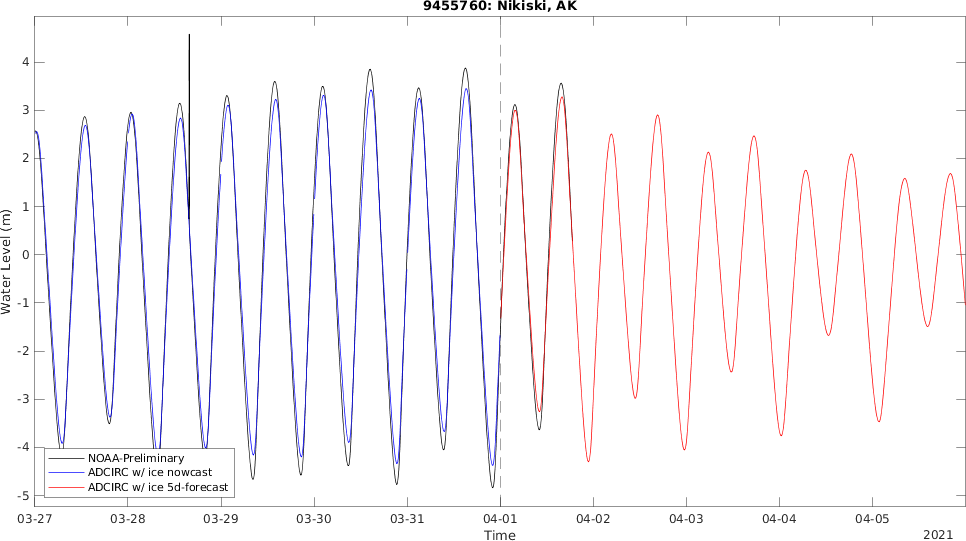 9455760: Nikiski, AK
4
3
2
1
0
-1
-2
-3
-4
-5
Water Level (m)
NOAA-Preliminary
ADCIRC w/ ice nowcast
ADCIRC w/ ice 5d-forecast
03-27 03-28 03-29 03-30 03-31 04-01 04-02 04-03 04-04 04-05
Time
2021